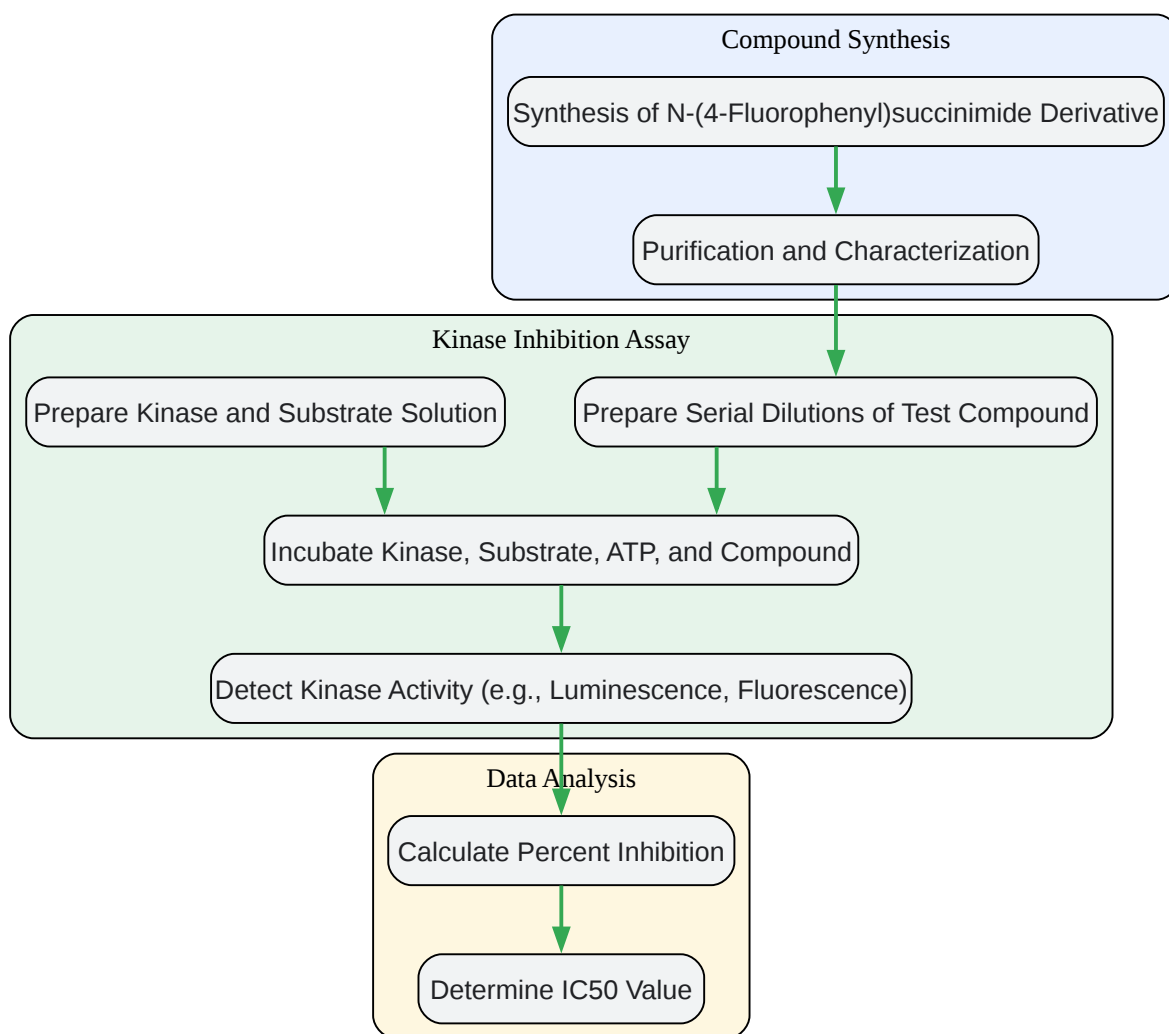 Compound Synthesis
Synthesis of N-(4-Fluorophenyl)succinimide Derivative
Purification and Characterization
Kinase Inhibition Assay
Prepare Kinase and Substrate Solution
Prepare Serial Dilutions of Test Compound
Incubate Kinase, Substrate, ATP, and Compound
Detect Kinase Activity (e.g., Luminescence, Fluorescence)
Data Analysis
Calculate Percent Inhibition
Determine IC50 Value